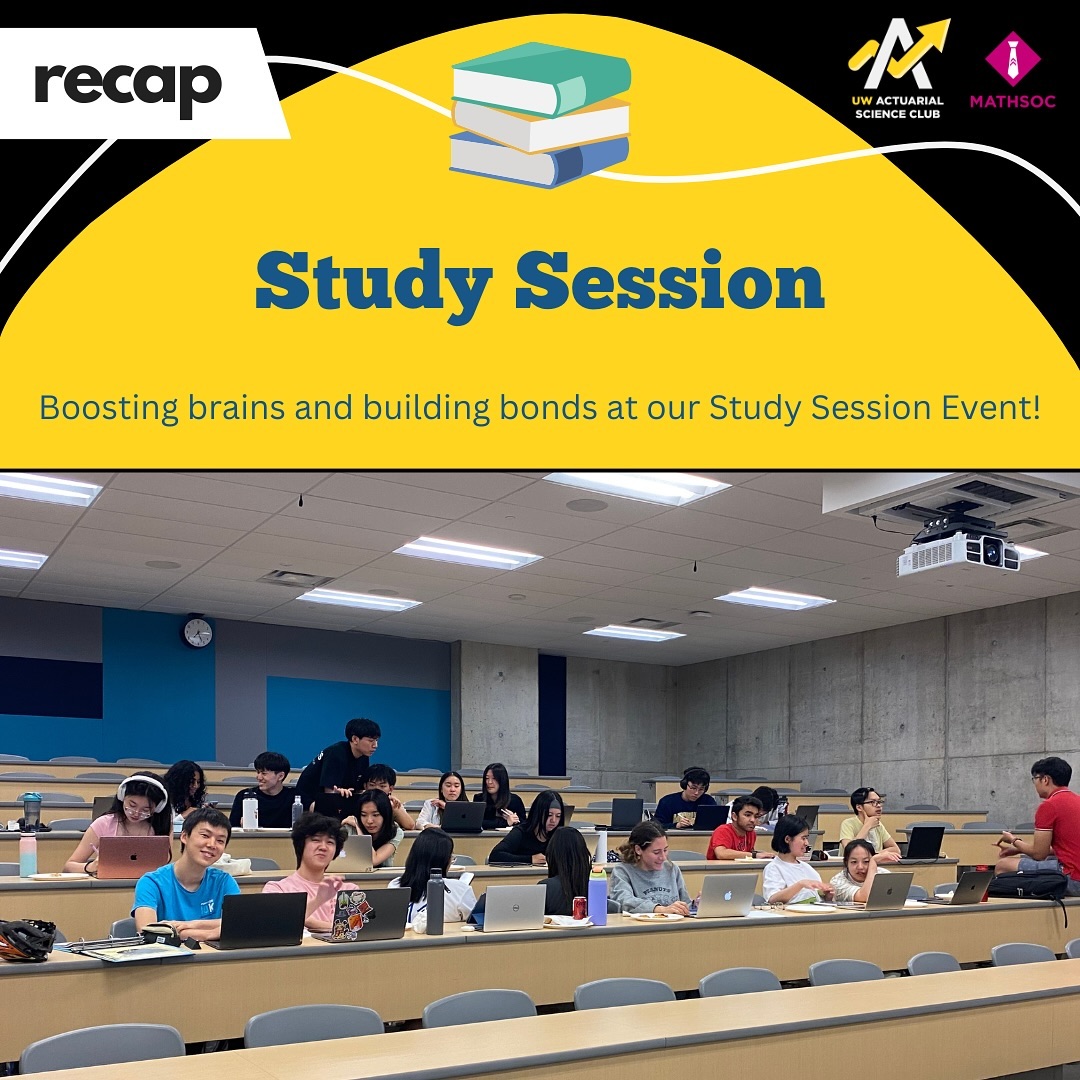 recap
UW ACTUARIAL
SCIENCE CLUB
MATHSOC
Study Session
Boosting brains and building bonds at our Study Session Event!